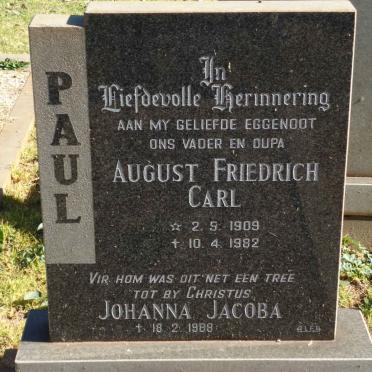 PAUL
In
Liefdevolle Herinnering
AAN MY GELIEFDE EGGENOOT
ONS VADER EN OUPA
AUGUST FRIEDRICH
CARL
☆ 2. 5. 1909
† 10. 4. 1982
VIR HOM WAS DIT NET EEN TREE
TOT BY CHRISTUS
JOHANNA JACOBA
† 18. 2. 1988